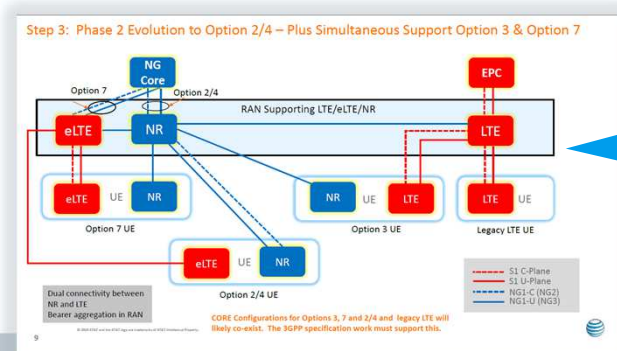 Step 3: Phase 2 Evolution to Option 2/4 – Plus Simultaneous Support Option 3 & Option 7
NG
Core
EPC
Option 7
Option 2/4
RAN Supporting LTE/eLTE/NR
eLTE
NR
LTE
eLTE
UE
NR
NR
UE
LTE
LTE
UE
Option 7 UE
Option 3 UE
Legacy LTE UE
eLTE
UE
NR
Option 2/4 UE
S1 C-Plane
S1 U-Plane
NG1-C (NG2)
NG1-U (NG3)
Dual connectivity between
NR and LTE
Bearer aggregation in RAN
CORE Configurations for Options 3, 7 and 2/4 and legacy LTE will
likely co-exist. The 3GPP specification work must support this.
9
at&t